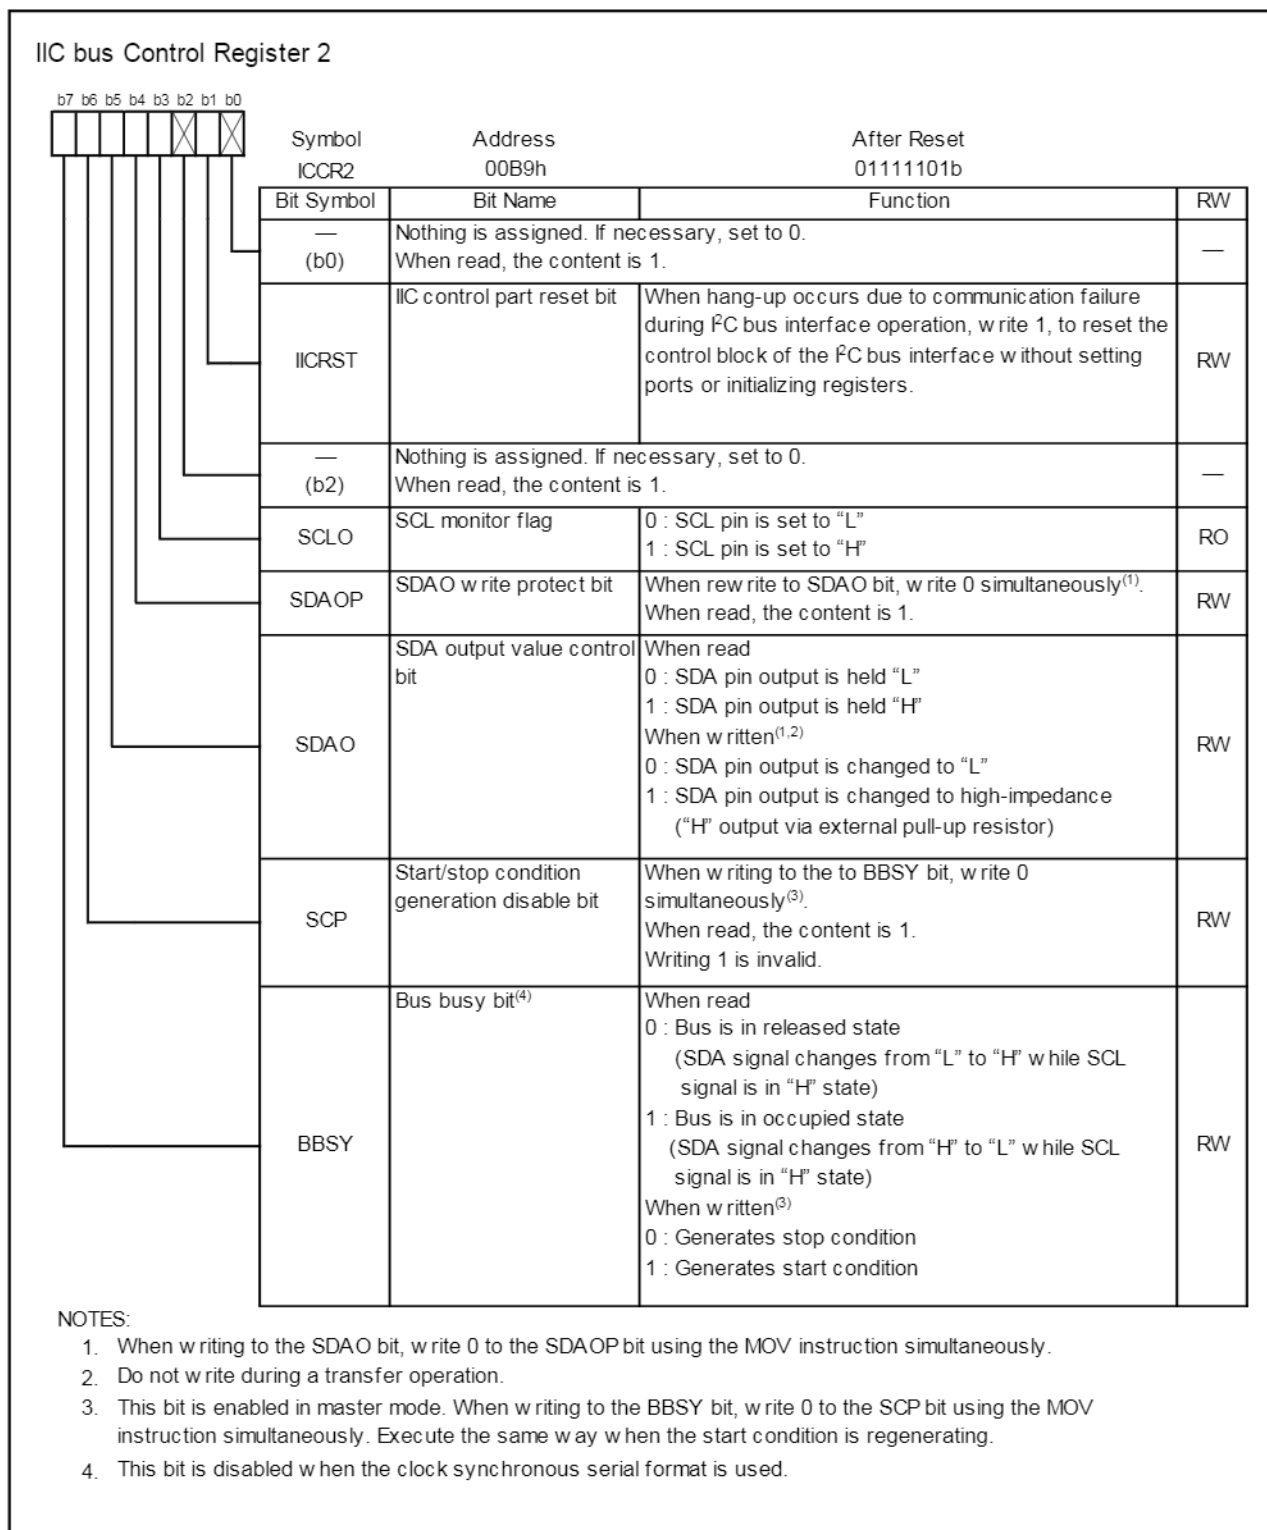 IIC bus Control Register 2
b7 b6 b5 b4 b3 b2 b1 b0
Symbol Address After Reset
ICCR2 00B9h 01111101b
Bit Symbol Bit Name Function RW
— (b0) Nothing is assigned. If necessary, set to 0.
When read, the content is 1. —
IICRST IIC control part reset bit When hang-up occurs due to communication failure
during I²C bus interface operation, write 1, to reset the
control block of the I²C bus interface without setting
ports or initializing registers. RW
— (b2) Nothing is assigned. If necessary, set to 0.
When read, the content is 1. —
SCLO SCL monitor flag 0 : SCL pin is set to “L”
1 : SCL pin is set to “H” RO
SDAOP SDAO write protect bit When rewrite to SDAO bit, write 0 simultaneously(1).
When read, the content is 1. RW
SDAO SDA output value control
bit
When read
0 : SDA pin output is held “L”
1 : SDA pin output is held “H”
When written(1,2)
0 : SDA pin output is changed to “L”
1 : SDA pin output is changed to high-impedance
(“H” output via external pull-up resistor) RW
SCP Start/stop condition
generation disable bit
When writing to the to BBSY bit, write 0
simultaneously(3).
When read, the content is 1.
Writing 1 is invalid. RW
BBSY Bus busy bit(4) When read
0 : Bus is in released state
(SDA signal changes from “L” to “H” while SCL
signal is in “H” state)
1 : Bus is in occupied state
(SDA signal changes from “H” to “L” while SCL
signal is in “H” state)
When written(3)
0 : Generates stop condition
1 : Generates start condition RW
NOTES:
1. When writing to the SDAO bit, write 0 to the SDAOP bit using the MOV instruction simultaneously.
2. Do not write during a transfer operation.
3. This bit is enabled in master mode. When writing to the BBSY bit, write 0 to the SCP bit using the MOV
instruction simultaneously. Execute the same way when the start condition is regenerating.
4. This bit is disabled when the clock synchronous serial format is used.